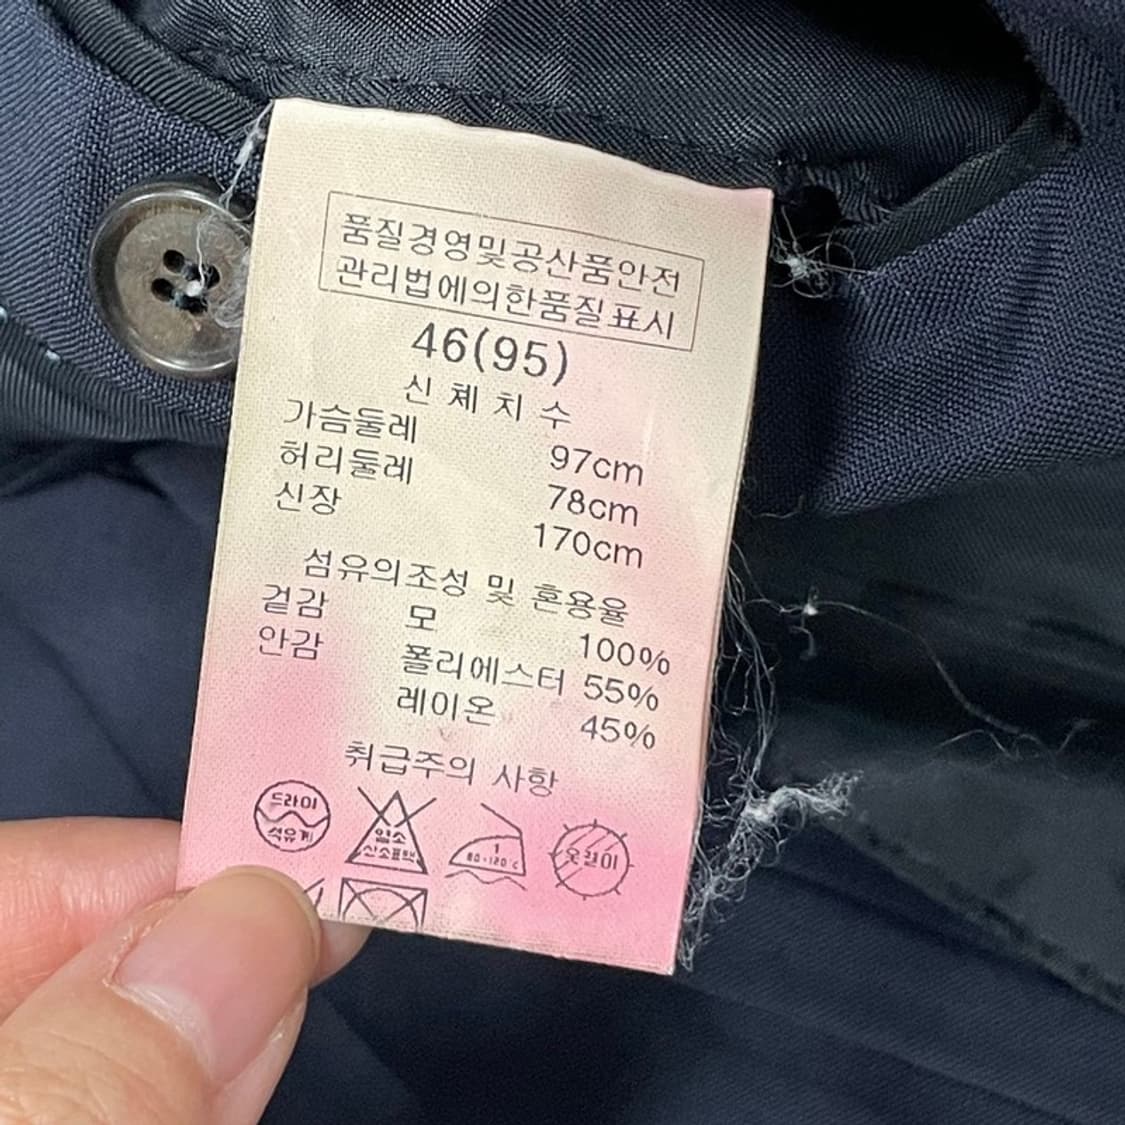 품질경영및공산품안전
관리법에의한품질표시
46(95)
신체치수
가슴둘레 97cm
허리둘레 78cm
신장 170cm
섬유의조성 및 혼용율
겉감 모 100%
안감 폴리에스터 55%
레이온 45%
취급주의 사항
드라이
석유계
염소
산소표백
1
80-120℃
옷걸이